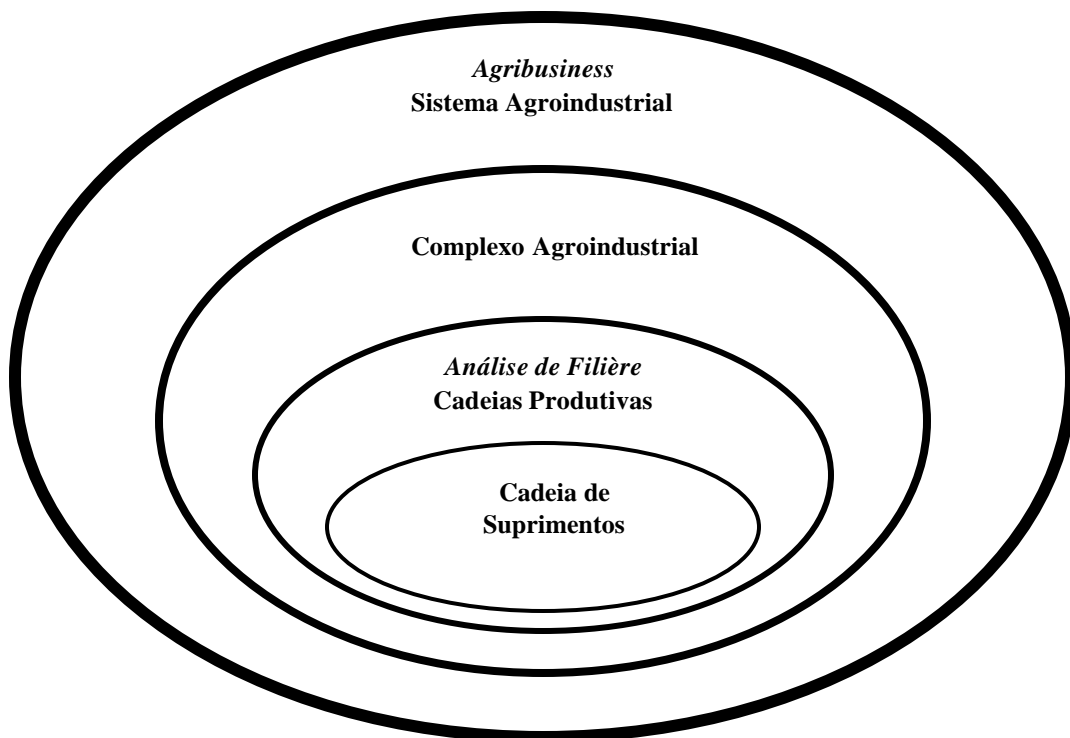 Agribusiness
Sistema Agroindustrial
Complexo Agroindustrial
Análise de Filière
Cadeias Produtivas
Cadeia de
Suprimentos